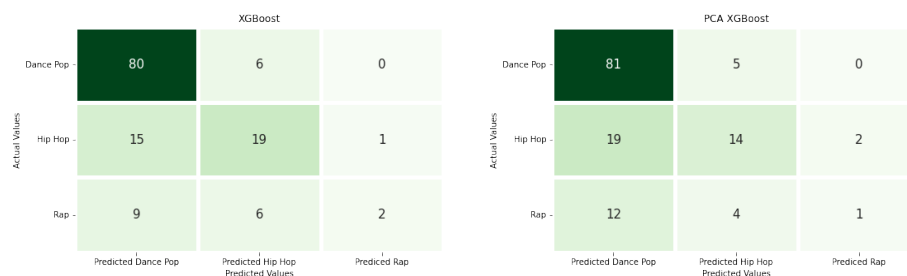 XGBoost
Dance Pop
80
6
0
Hip Hop
15
19
1
Rap
9
6
2
Actual Values
Predicted Dance Pop
Predicted Hip Hop
Prediced Rap
Predicted Values
PCA XGBoost
Dance Pop
81
5
0
Hip Hop
19
14
2
Rap
12
4
1
Actual Values
Predicted Dance Pop
Predicted Hip Hop
Prediced Rap
Predicted Values